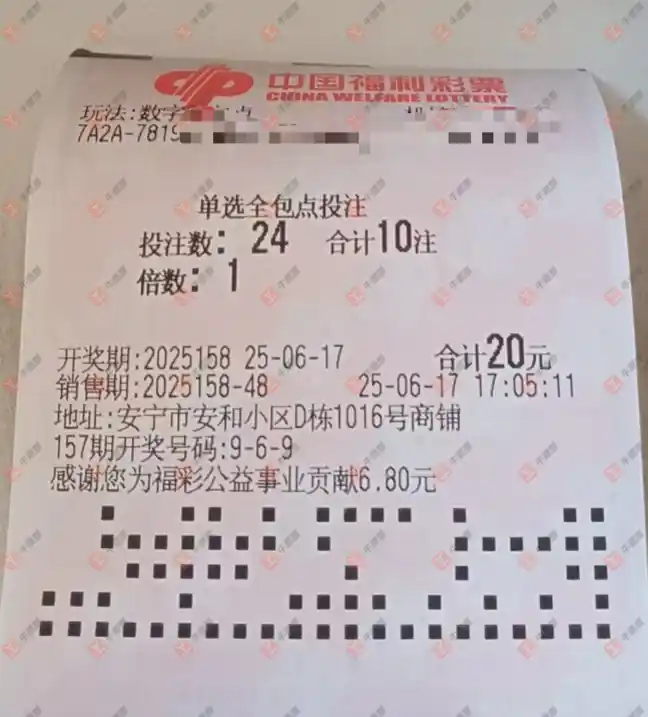 中国福利彩票
CHINA WELFARE LOTTERY
玩法:数字
7A2A-7819
单选全包点投注
投注数: 24 合计10注
倍数: 1
开奖期:2025158 25-06-17 合计20元
销售期:2025158-48 25-06-17 17:05:11
地址:安宁市安和小区D栋1016号商铺
157期开奖号码:9-6-9
感谢您为福彩公益事业贡献6.80元